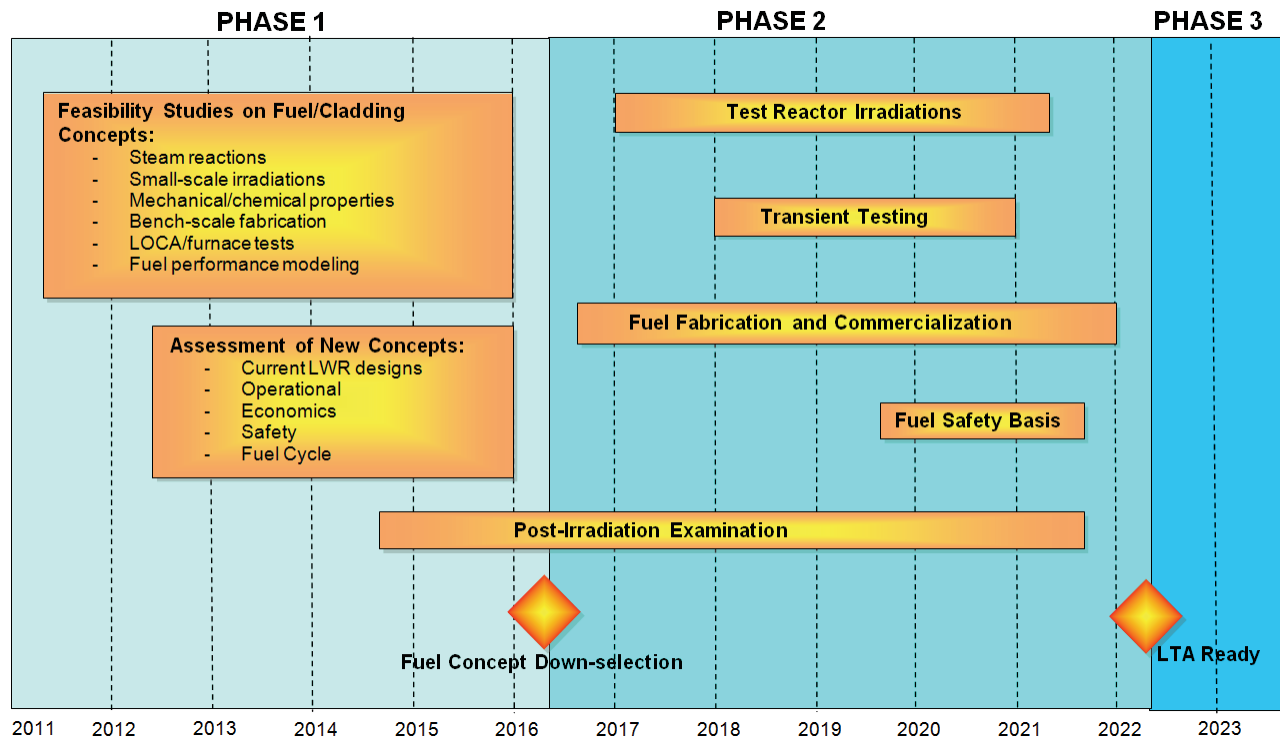 PHASE 1
PHASE 2
PHASE 3
Feasibility Studies on Fuel/Cladding
Concepts:
- Steam reactions
- Small-scale irradiations
- Mechanical/chemical properties
- Bench-scale fabrication
- LOCA/furnace tests
- Fuel performance modeling
Assessment of New Concepts:
- Current LWR designs
- Operational
- Economics
- Safety
- Fuel Cycle
Test Reactor Irradiations
Transient Testing
Fuel Fabrication and Commercialization
Fuel Safety Basis
Post-Irradiation Examination
Fuel Concept Down-selection
LTA Ready
2011 2012 2013 2014 2015 2016 2017 2018 2019 2020 2021 2022 2023